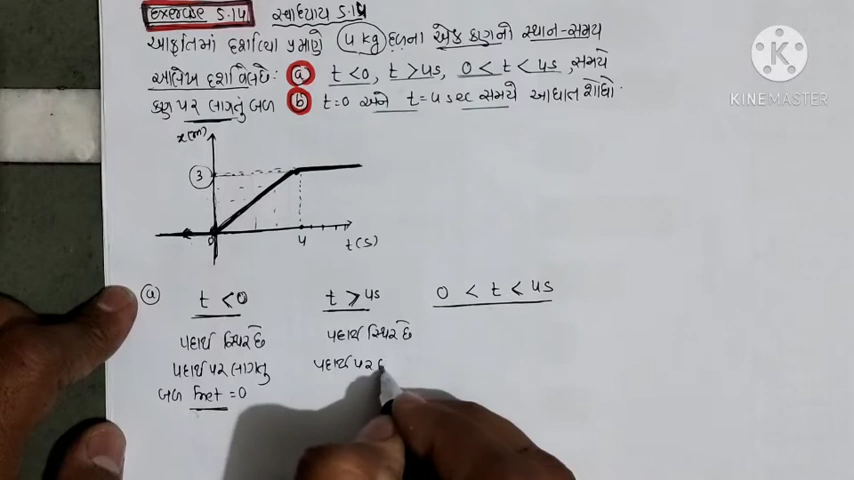 Exercise 5.14 સ્વાધ્યાય 5.14
આકૃતિમાં દર્શાવ્યા પ્રમાણે 4 kg દળના એક કણનો સ્થાન-સમય
આલેખ દર્શાવેલ છે: a t < 0, t > 4s, 0 < t < 4s, સમયે
કણ પર લાગતું બળ b t=0 અને t=4 sec સમયે આઘાત શોધો
KINEMASTER
x(m)
3
0
4
t(s)
a t < 0 t > 4s 0 < t < 4s
પદાર્થ સ્થિર છે પદાર્થ સ્થિર છે
પદાર્થ પર લાગતુ પદાર્થ પર
બળ Fnet = 0